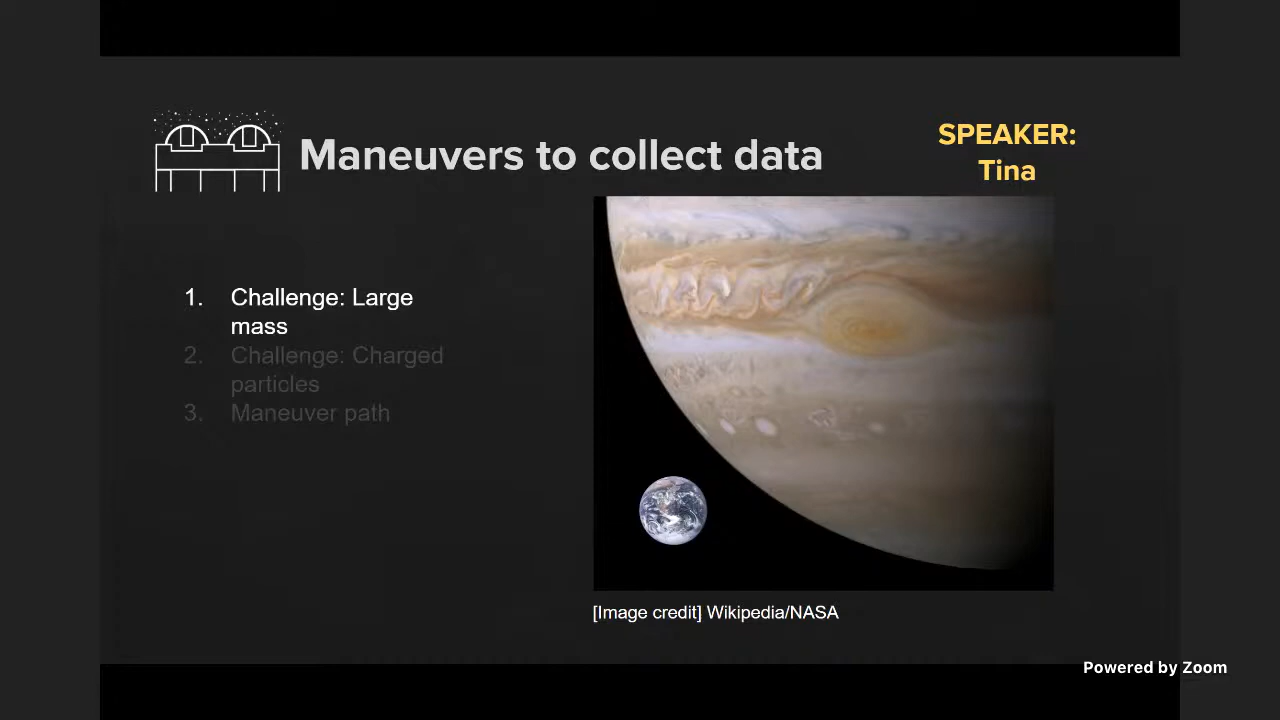 Maneuvers to collect data
SPEAKER:
Tina
1. Challenge: Large
mass
2. Challenge: Charged
particles
3. Maneuver path
[Image credit] Wikipedia/NASA
Powered by Zoom